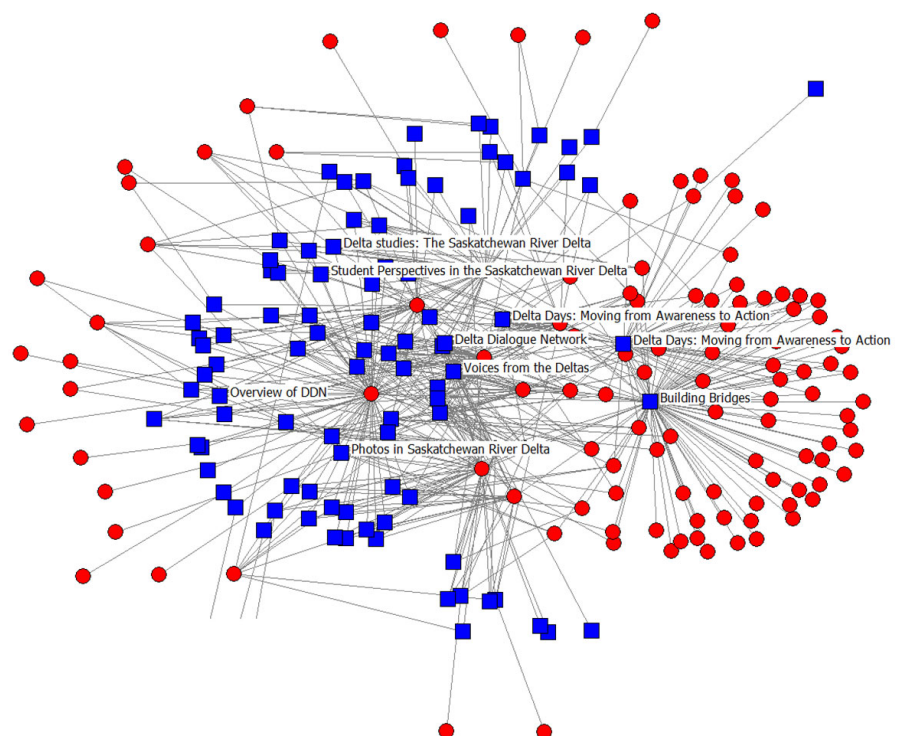 Delta studies: The Saskatchewan River Delta
Student Perspectives in the Saskatchewan River Delta
Delta Days: Moving from Awareness to Action
Delta Dialogue Network
Delta Days: Moving from Awareness to Action
Voices from the Deltas
Overview of DDN
Building Bridges
Photos in Saskatchewan River Delta